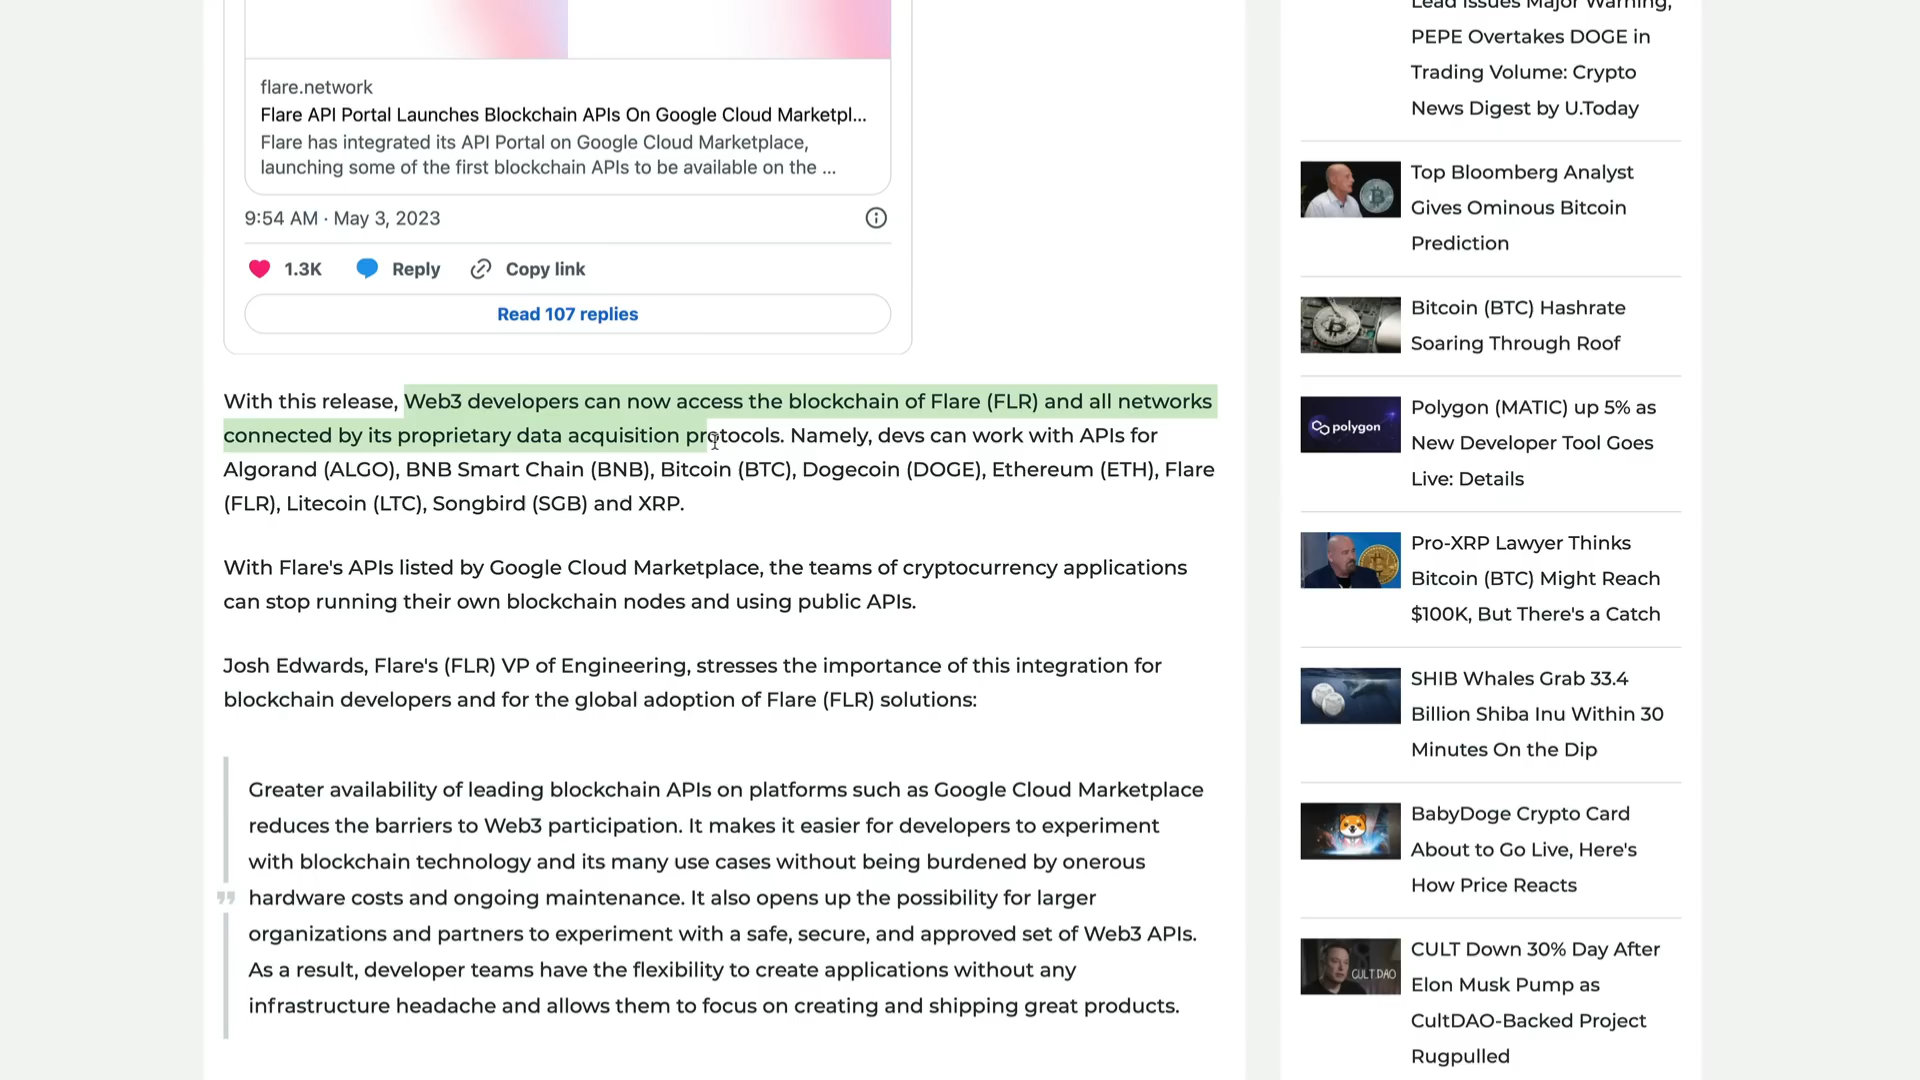 flare.network
Flare API Portal Launches Blockchain APIs On Google Cloud Marketpl...
Flare has integrated its API Portal on Google Cloud Marketplace,
launching some of the first blockchain APIs to be available on the ...
9:54 AM · May 3, 2023
1.3K Reply Copy link
Read 107 replies
With this release, Web3 developers can now access the blockchain of Flare (FLR) and all networks
connected by its proprietary data acquisition protocols. Namely, devs can work with APIs for
Algorand (ALGO), BNB Smart Chain (BNB), Bitcoin (BTC), Dogecoin (DOGE), Ethereum (ETH), Flare
(FLR), Litecoin (LTC), Songbird (SGB) and XRP.
With Flare's APIs listed by Google Cloud Marketplace, the teams of cryptocurrency applications
can stop running their own blockchain nodes and using public APIs.
Josh Edwards, Flare's (FLR) VP of Engineering, stresses the importance of this integration for
blockchain developers and for the global adoption of Flare (FLR) solutions:
Greater availability of leading blockchain APIs on platforms such as Google Cloud Marketplace
reduces the barriers to Web3 participation. It makes it easier for developers to experiment
with blockchain technology and its many use cases without being burdened by onerous
hardware costs and ongoing maintenance. It also opens up the possibility for larger
organizations and partners to experiment with a safe, secure, and approved set of Web3 APIs.
As a result, developer teams have the flexibility to create applications without any
infrastructure headache and allows them to focus on creating and shipping great products.
Lead Issues Major Warning,
PEPE Overtakes DOGE in
Trading Volume: Crypto
News Digest by U.Today
Top Bloomberg Analyst
Gives Ominous Bitcoin
Prediction
Bitcoin (BTC) Hashrate
Soaring Through Roof
polygon
Polygon (MATIC) up 5% as
New Developer Tool Goes
Live: Details
Pro-XRP Lawyer Thinks
Bitcoin (BTC) Might Reach
$100K, But There's a Catch
SHIB Whales Grab 33.4
Billion Shiba Inu Within 30
Minutes On the Dip
BabyDoge Crypto Card
About to Go Live, Here's
How Price Reacts
CULT DAO
CULT Down 30% Day After
Elon Musk Pump as
CultDAO-Backed Project
Rugpulled